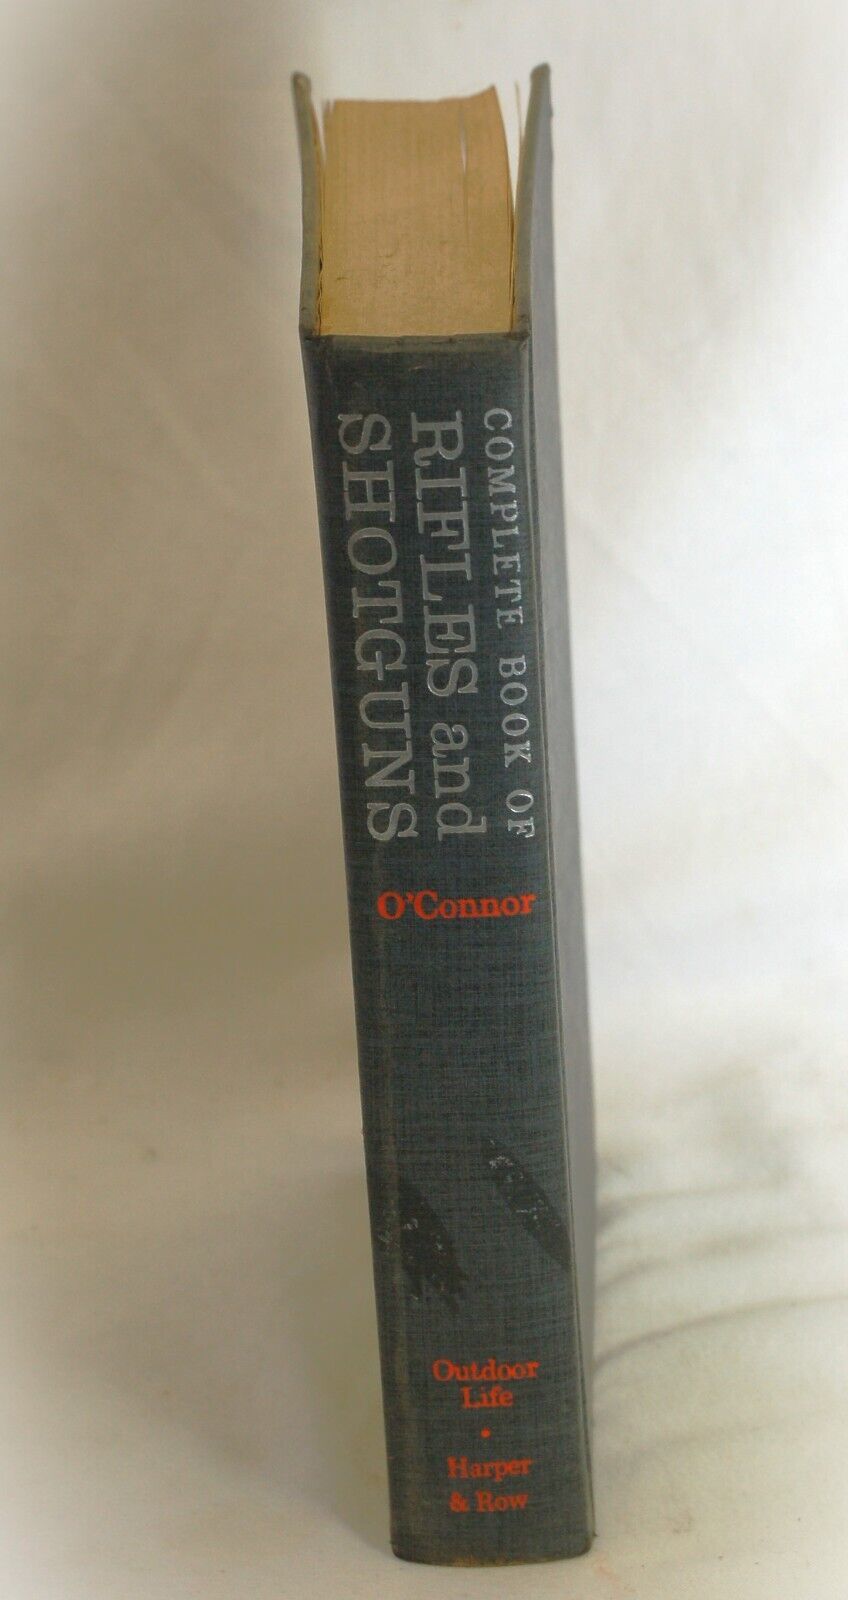 COMPLETE BOOK OF
RIFLES and
SHOTGUNS
O'Connor
Outdoor
Life
•
Harper
& Row